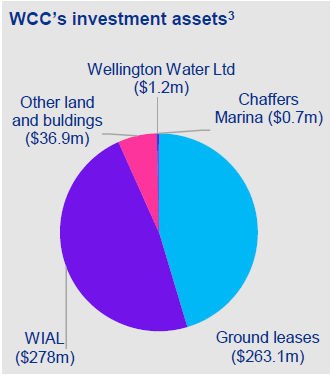 WCC's investment assets³
Wellington Water Ltd
($1.2m)
Chaffers
Marina ($0.7m)
Other land
and buldings
($36.9m)
WIAL
($278m)
Ground leases
($263.1m)